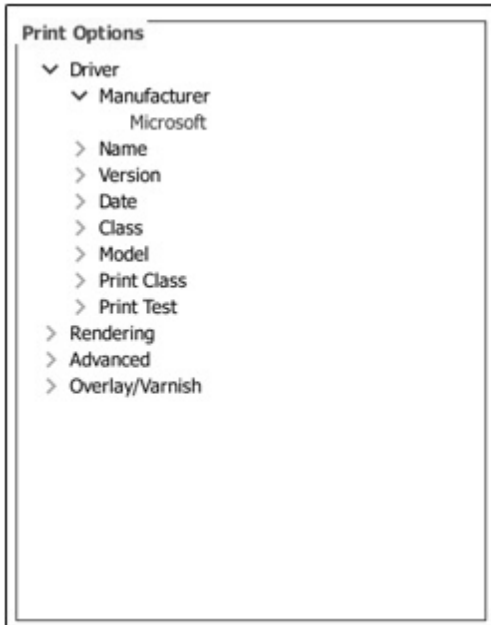 Print Options
Driver
Manufacturer
Microsoft
Name
Version
Date
Class
Model
Print Class
Print Test
Rendering
Advanced
Overlay/Varnish